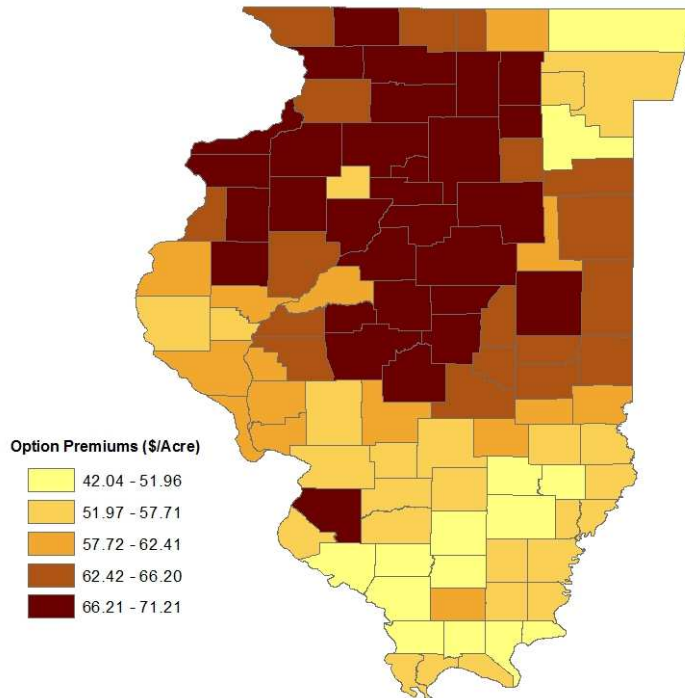 Option Premiums ($/Acre)
42.04 - 51.96
51.97 - 57.71
57.72 - 62.41
62.42 - 66.20
66.21 - 71.21